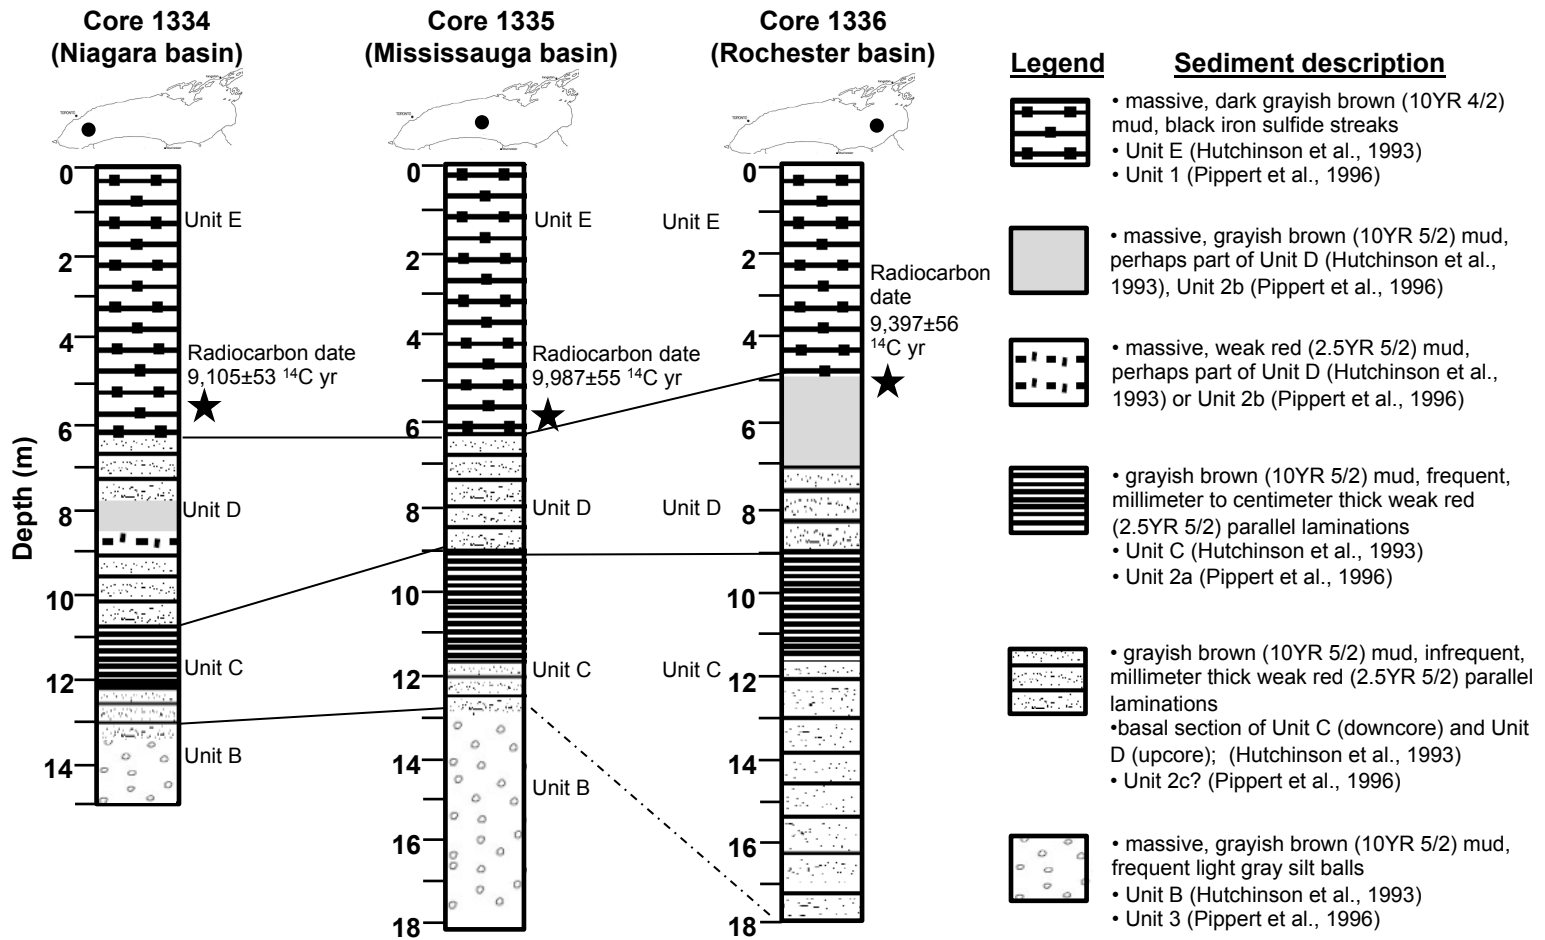 Core 1334
(Niagara basin)
Core 1335
(Mississauga basin)
Core 1336
(Rochester basin)
TORONTO
TORONTO
TORONTO
Depth (m)
0
2
4
6
8
10
12
14
Unit E
Radiocarbon date
9,105±53 ¹⁴C yr
Unit D
Unit C
Unit B
0
2
4
6
8
10
12
14
16
18
Unit E
Radiocarbon date
9,987±55 ¹⁴C yr
Unit D
Unit C
Unit B
Unit E
Unit D
Unit C
0
2
4
6
8
10
12
14
16
18
Radiocarbon
date
9,397±56
¹⁴C yr
Legend
Sediment description
• massive, dark grayish brown (10YR 4/2)
mud, black iron sulfide streaks
• Unit E (Hutchinson et al., 1993)
• Unit 1 (Pippert et al., 1996)
• massive, grayish brown (10YR 5/2) mud,
perhaps part of Unit D (Hutchinson et al.,
1993), Unit 2b (Pippert et al., 1996)
• massive, weak red (2.5YR 5/2) mud,
perhaps part of Unit D (Hutchinson et al.,
1993) or Unit 2b (Pippert et al., 1996)
• grayish brown (10YR 5/2) mud, frequent,
millimeter to centimeter thick weak red
(2.5YR 5/2) parallel laminations
• Unit C (Hutchinson et al., 1993)
• Unit 2a (Pippert et al., 1996)
• grayish brown (10YR 5/2) mud, infrequent,
millimeter thick weak red (2.5YR 5/2) parallel
laminations
•basal section of Unit C (downcore) and Unit
D (upcore);  (Hutchinson et al., 1993)
• Unit 2c? (Pippert et al., 1996)
• massive, grayish brown (10YR 5/2) mud,
frequent light gray silt balls
• Unit B (Hutchinson et al., 1993)
• Unit 3 (Pippert et al., 1996)